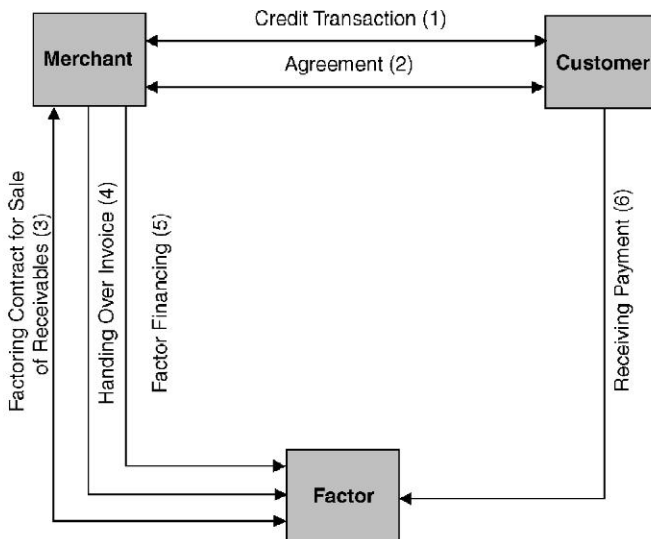 Credit Transaction (1)
Merchant
Customer
Agreement (2)
Factoring Contract for Sale
of Receivables (3)
Handing Over Invoice (4)
Factor Financing (5)
Receiving Payment (6)
Factor